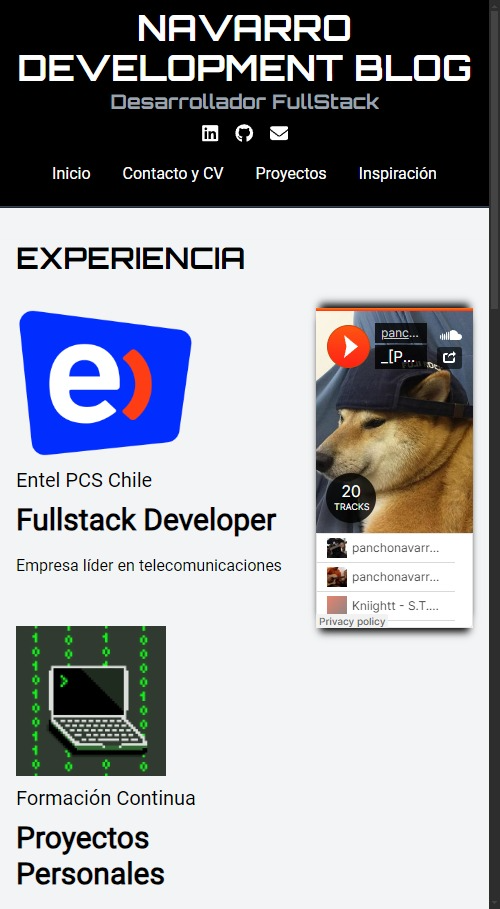 NAVARRO
DEVELOPMENT BLOG
Desarrollador FullStack
Inicio Contacto y CV Proyectos Inspiración
EXPERIENCIA
e)
Entel PCS Chile
Fullstack Developer
Empresa líder en telecomunicaciones
panc...
_[P...
20
TRACKS
panchonavarr...
panchonavarr...
Kniightt - S.T....
Privacy policy
Formación Continua
Proyectos
Personales